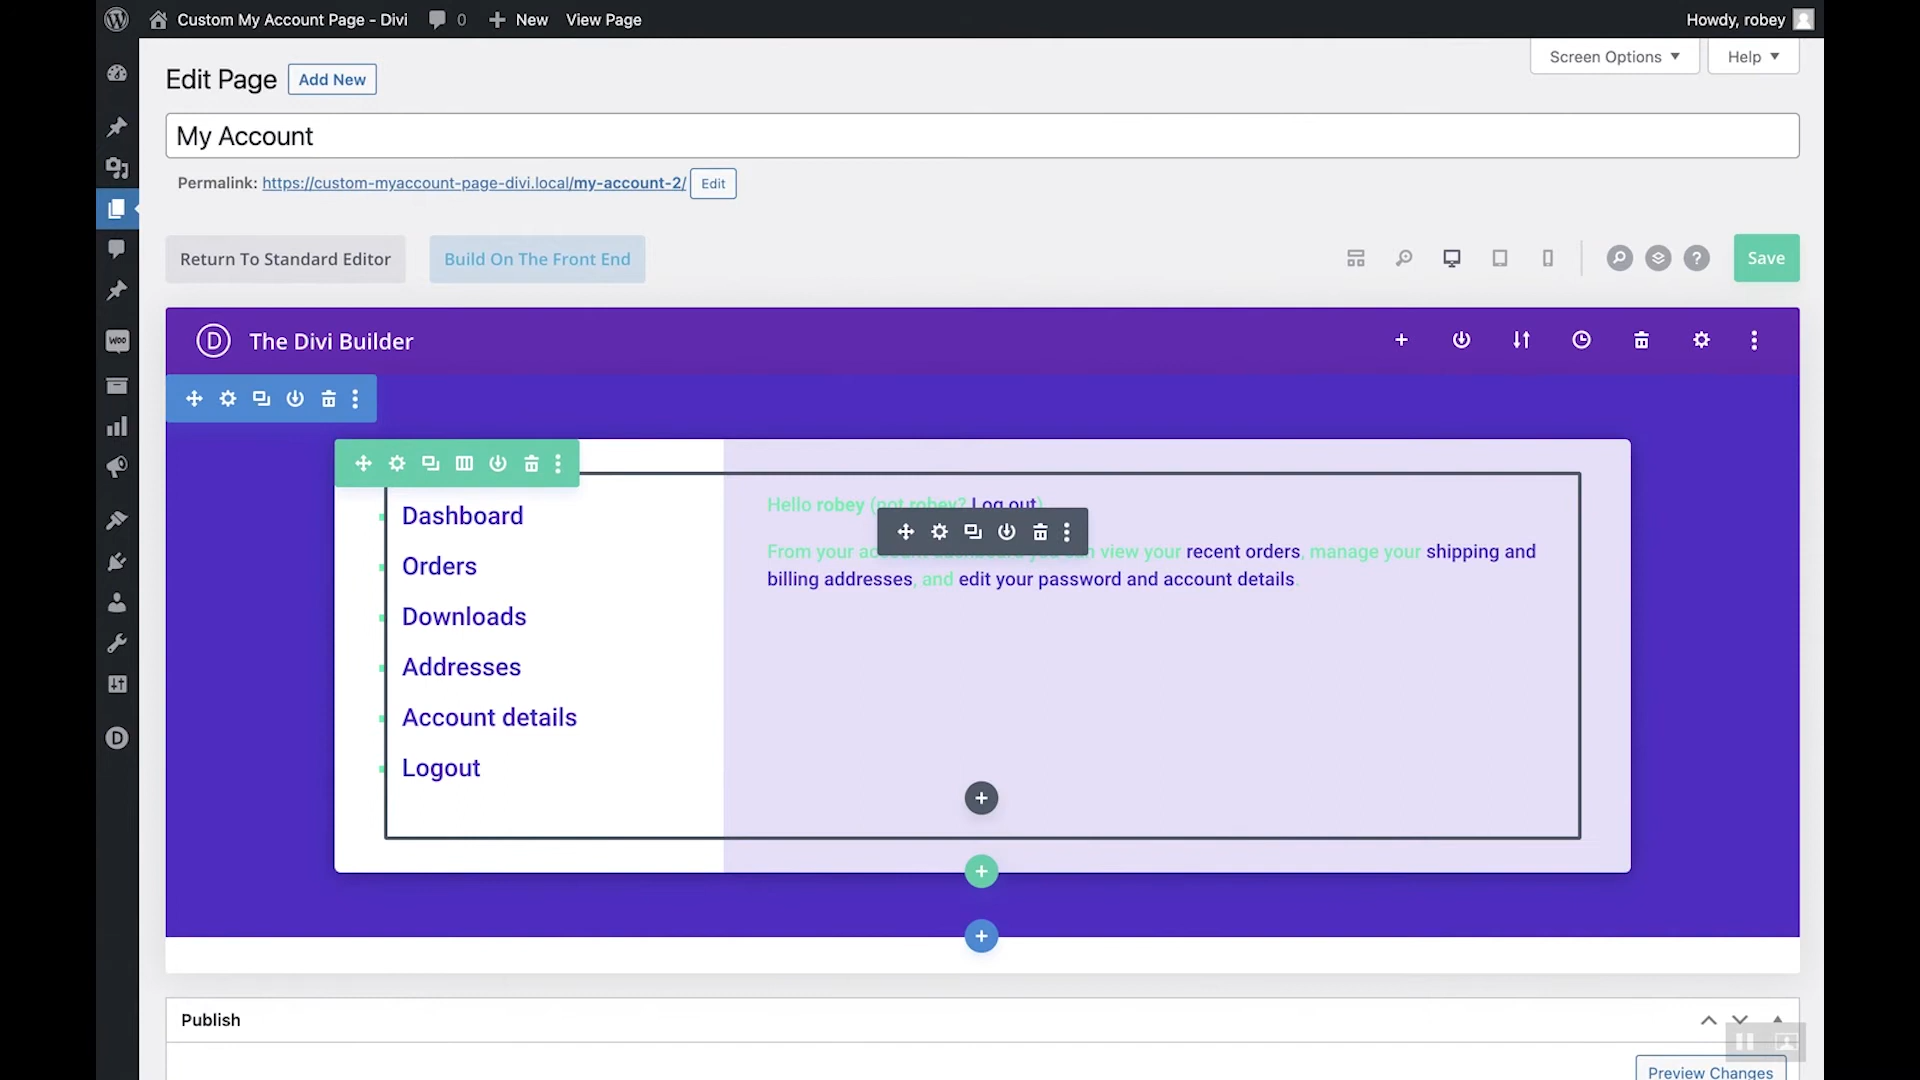 Custom My Account Page - Divi 0 New View Page Howdy, robey
Screen Options Help
Edit Page Add New
My Account
Permalink: https://custom-myaccount-page-divi.local/my-account-2/ Edit
Return To Standard Editor Build On The Front End Save
The Divi Builder
Dashboard
Orders
Downloads
Addresses
Account details
Logout
Hello robey (not robey? Log out)
From your account dashboard you can view your recent orders, manage your shipping and
billing addresses, and edit your password and account details.
Publish
Preview Changes